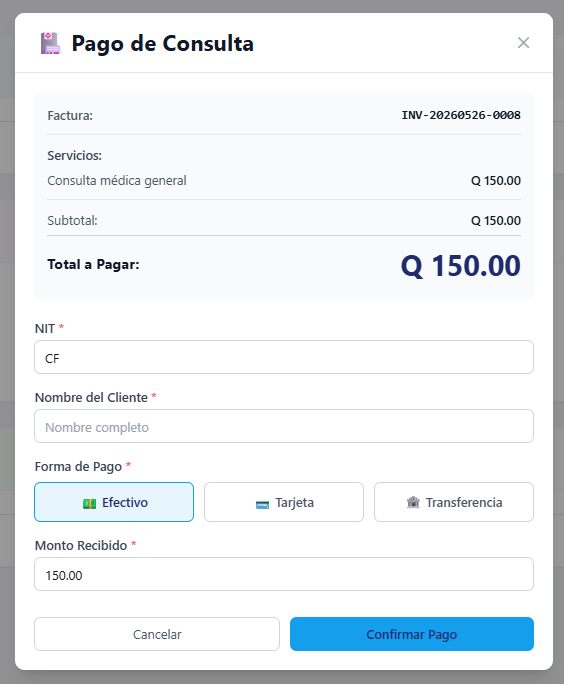 Pago de Consulta
Factura: INV-20260526-0008
Servicios:
Consulta médica general Q 150.00
Subtotal: Q 150.00
Total a Pagar: Q 150.00
NIT *
CF
Nombre del Cliente *
Nombre completo
Forma de Pago *
Efectivo Tarjeta Transferencia
Monto Recibido *
150.00
Cancelar Confirmar Pago